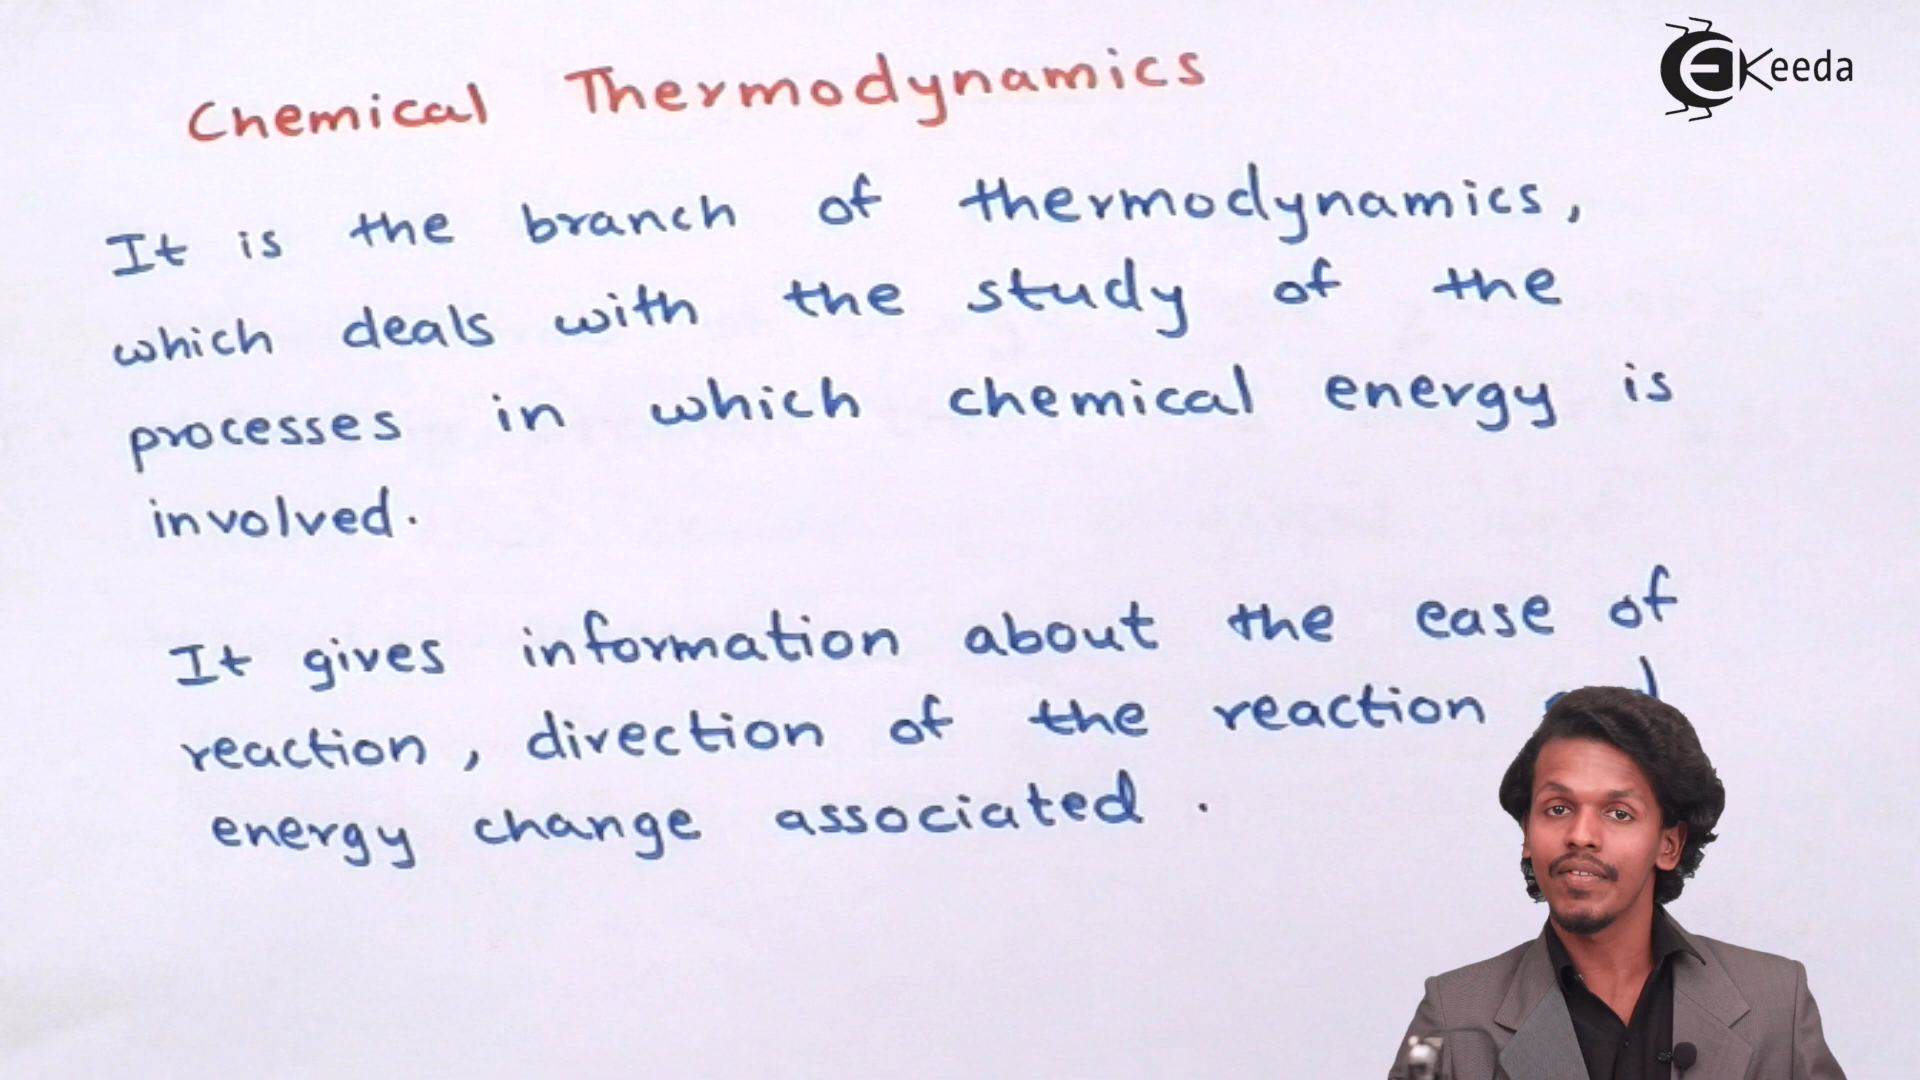 Chemical Thermodynamics
EKeeda
It is the branch of thermodynamics,
which deals with the study of the
processes in which chemical energy is
involved.
It gives information about the ease of
reaction, direction of the reaction
energy change associated.